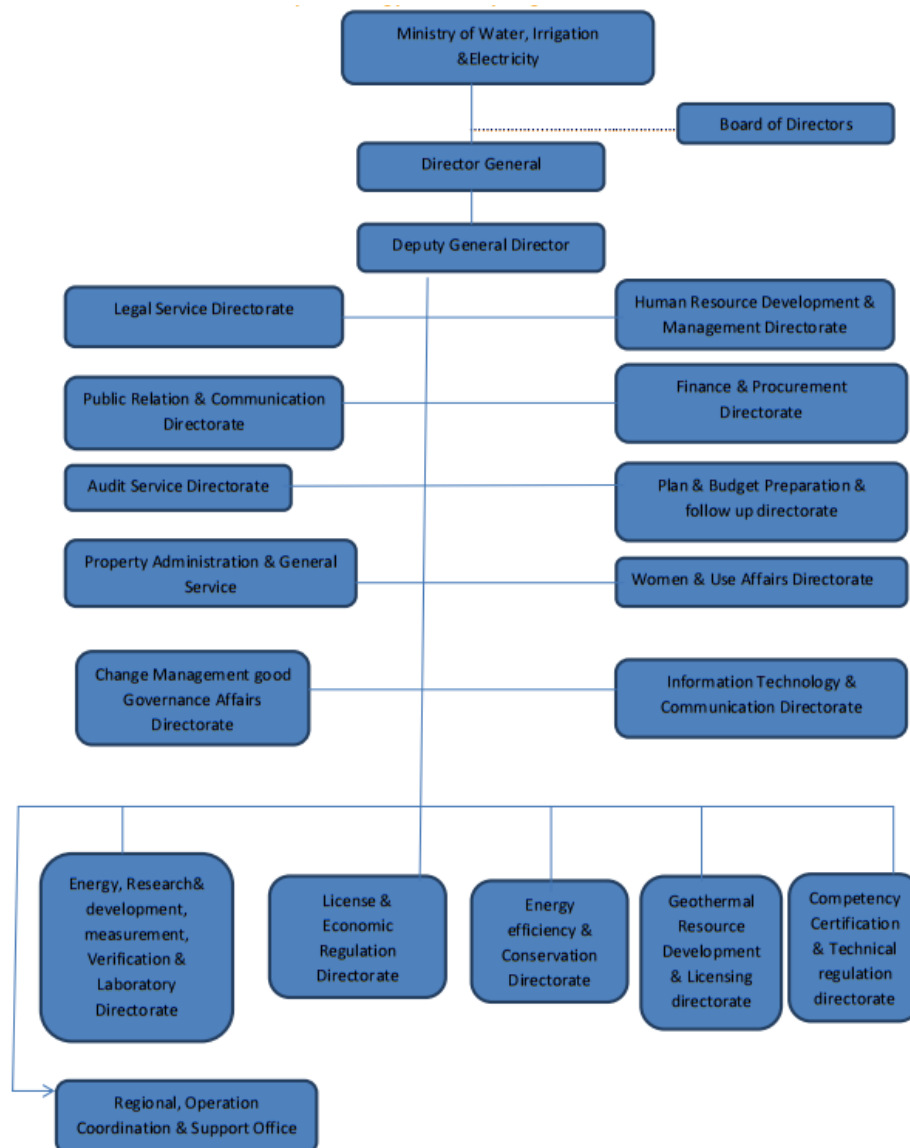 Ministry of Water, Irrigation
&Electricity
Board of Directors
Director General
Deputy General Director
Legal Service Directorate
Human Resource Development &
Management Directorate
Public Relation & Communication
Directorate
Finance & Procurement
Directorate
Audit Service Directorate
Plan & Budget Preparation &
follow up directorate
Property Administration & General
Service
Women & Use Affairs Directorate
Change Management good
Governance Affairs
Directorate
Information Technology &
Communication Directorate
Energy, Research&
development,
measurement,
Verification &
Laboratory
Directorate
License &
Economic
Regulation
Directorate
Energy
efficiency &
Conservation
Directorate
Geothermal
Resource
Development
& Licensing
directorate
Competency
Certification
& Technical
regulation
directorate
Regional, Operation
Coordination & Support Office